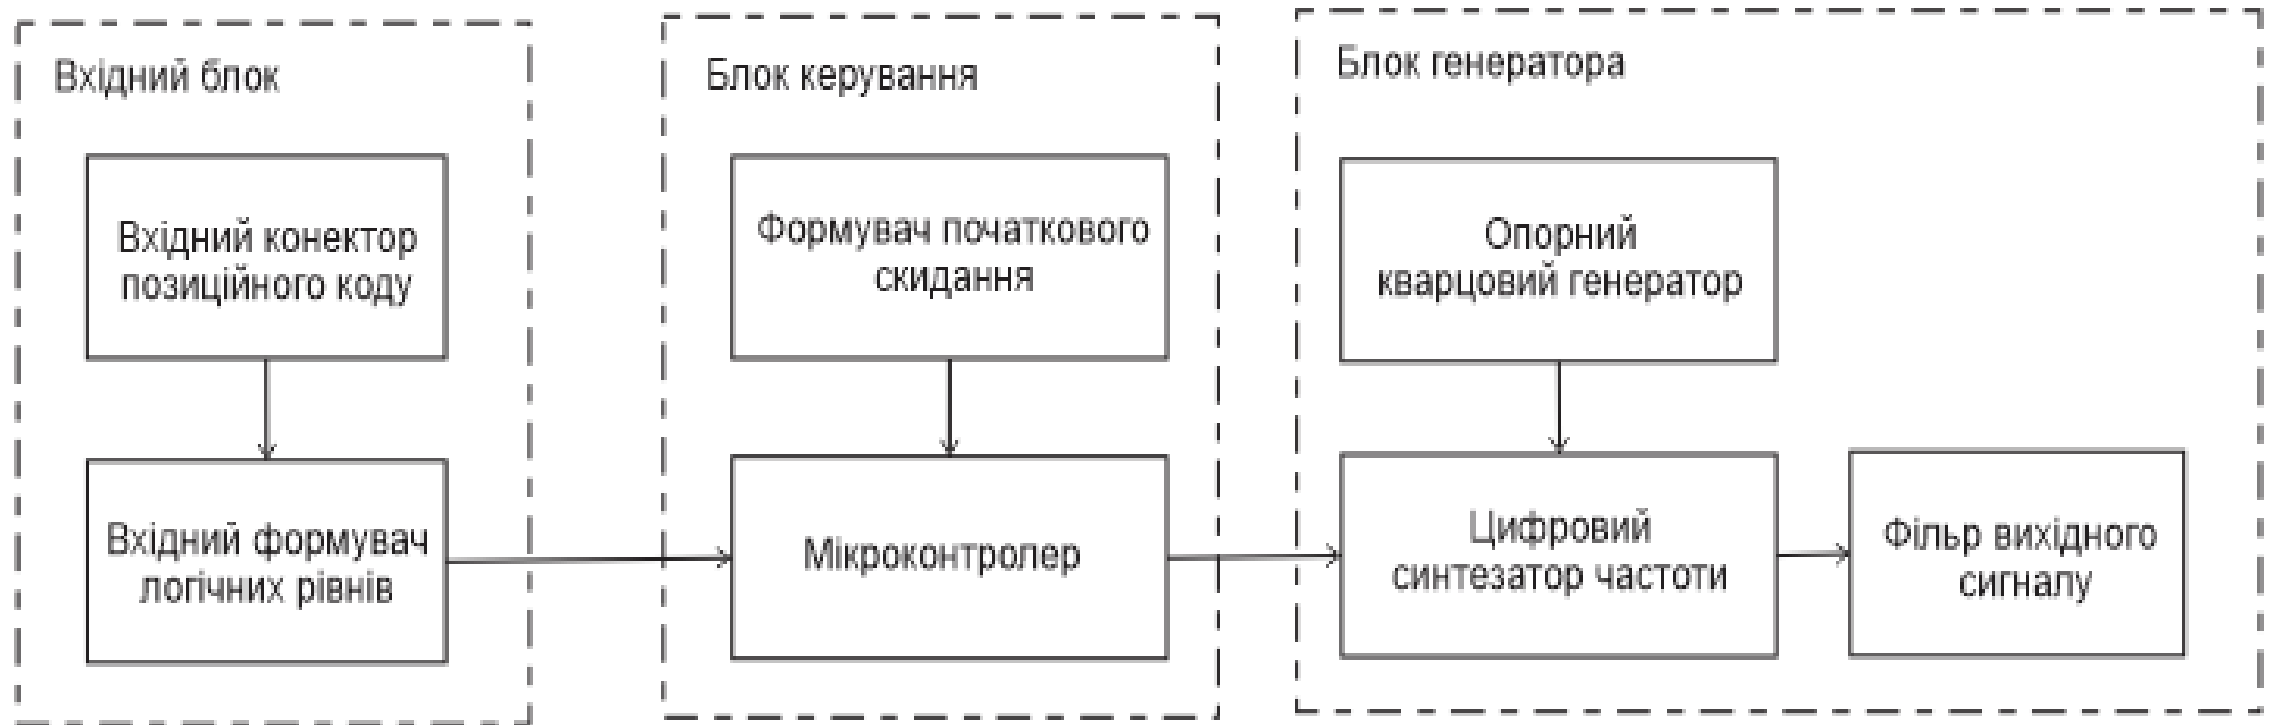 Вхідний блок
Вхідний конектор
позиційного коду
Вхідний формувач
логічних рівнів
Блок керування
Формувач початкового
скидання
Мікроконтролер
Блок генератора
Опорний
кварцовий генератор
Цифровий
синтезатор частоти
Фільр вихідного
сигналу